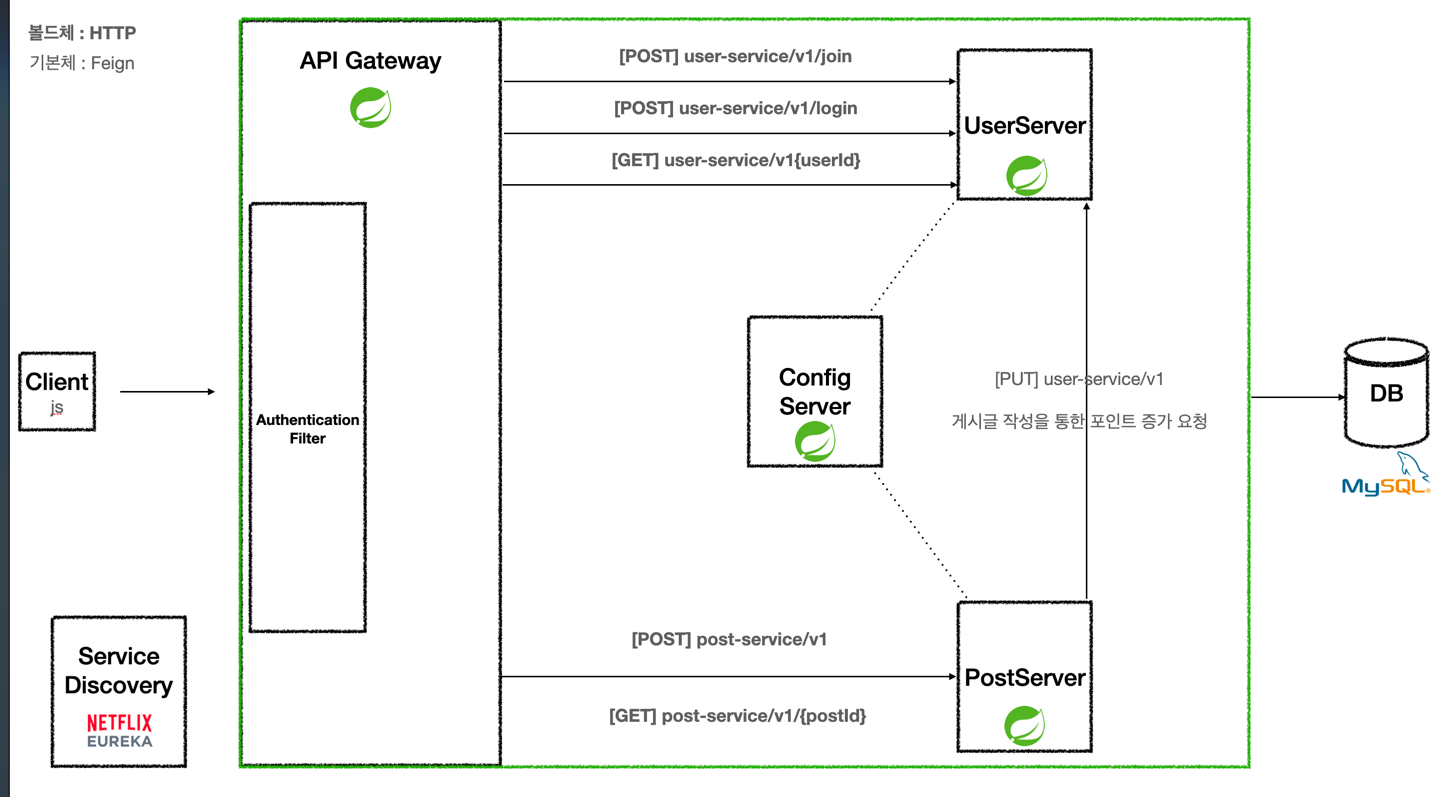 볼드체 : HTTP
기본체 : Feign
API Gateway
[POST] user-service/v1/join
[POST] user-service/v1/login
[GET] user-service/v1{userId}
UserServer
Client
js
Authentication
Filter
Config
Server
[PUT] user-service/v1
게시글 작성을 통한 포인트 증가 요청
DB
MySQL®
Service
Discovery
NETFLIX
EUREKA
[POST] post-service/v1
[GET] post-service/v1/{postId}
PostServer